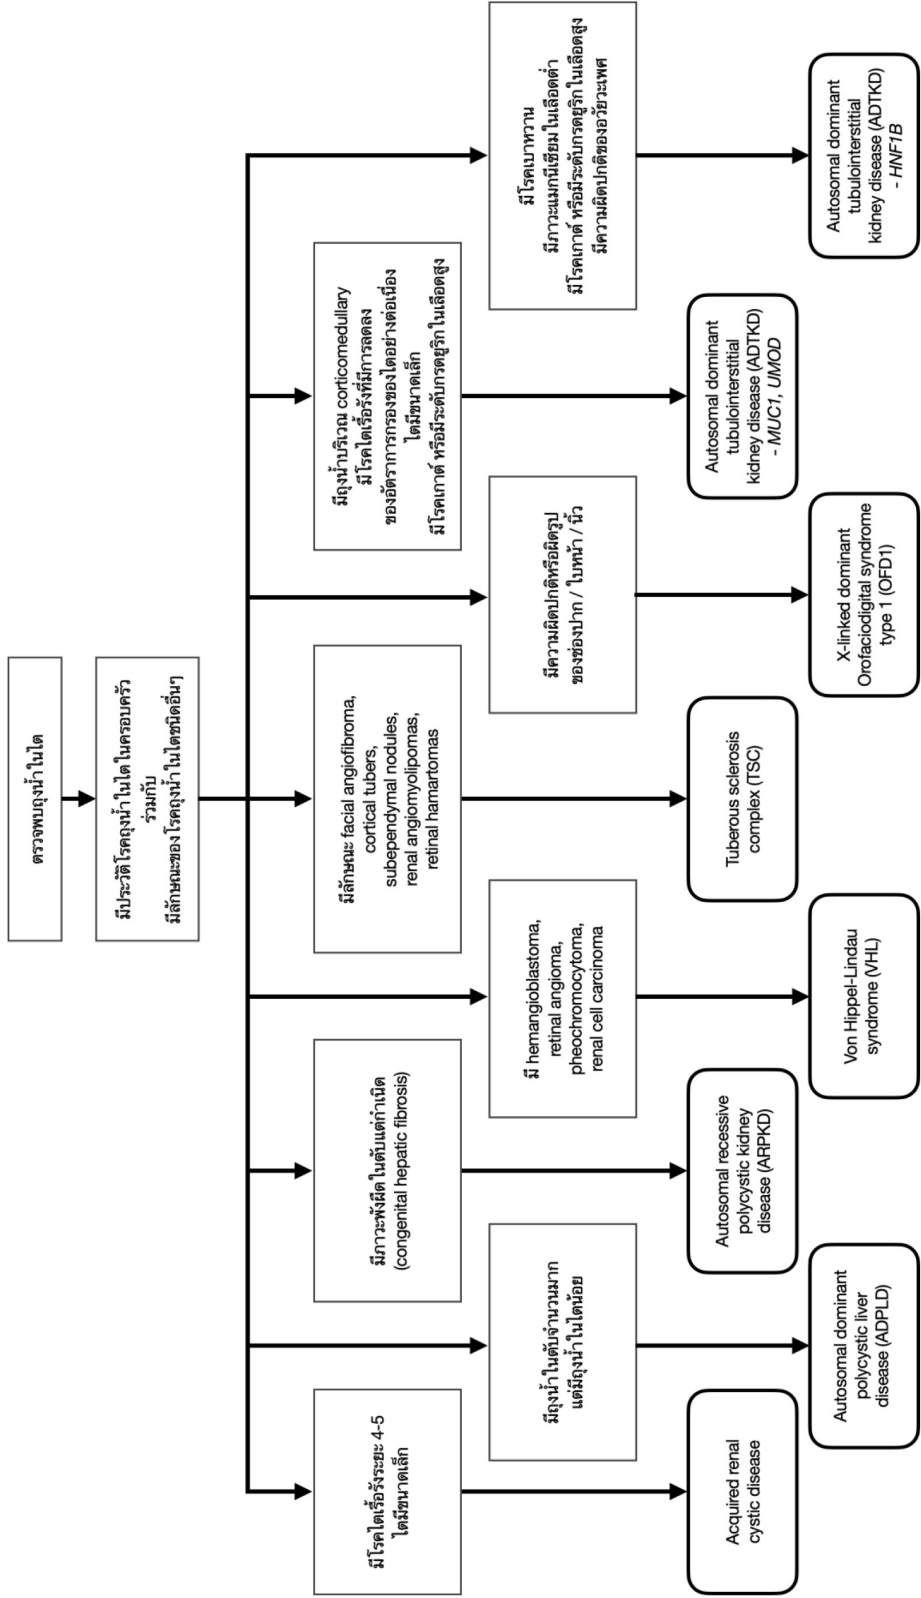 ตรวจพบถุงน้ำในไต
มีประวัติโรคถุงน้ำในไตในครอบครัว
ร่วมกับ
มีลักษณะของโรคถุงน้ำในไตชนิดอื่นๆ
มีโรคไตเรื้อรังระยะ 4-5
ไตมีขนาดเล็ก
มีภาวะพังผืดในตับแต่กำเนิด
(congenital hepatic fibrosis)
มีลักษณะ facial angiofibroma,
cortical tubers,
subependymal nodules,
renal angiomyolipomas,
retinal hamartomas
มีถุงน้ำบริเวณ corticomedullary
มีโรคไตเรื้อรังที่มีการลดลง
ของอัตราการกรองของไตอย่างต่อเนื่อง
ไตมีขนาดเล็ก
มีโรคเกาต์ หรือมีระดับกรดยูริกในเลือดสูง
มีถุงน้ำในตับจำนวนมาก
แต่มีถุงน้ำในไตน้อย
มี hemangioblastoma,
retinal angioma,
pheochromocytoma,
renal cell carcinoma
มีความผิดปกติหรือผิดรูป
ของช่องปาก / ใบหน้า / นิ้ว
มีโรคเบาหวาน
มีภาวะแมกนีเซียมในเลือดต่ำ
มีโรคเกาต์ หรือมีระดับกรดยูริกในเลือดสูง
มีความผิดปกติของอวัยวะเพศ
Acquired renal
cystic disease
Autosomal recessive
polycystic kidney
disease (ARPKD)
Tuberous sclerosis
complex (TSC)
Autosomal dominant
tubulointerstitial
kidney disease (ADTKD)
- MUC1, UMOD
Autosomal dominant
polycystic liver
disease (ADPLD)
Von Hippel-Lindau
syndrome (VHL)
X-linked dominant
Orofaciodigital syndrome
type 1 (OFD1)
Autosomal dominant
tubulointerstitial
kidney disease (ADTKD)
- HNF1B